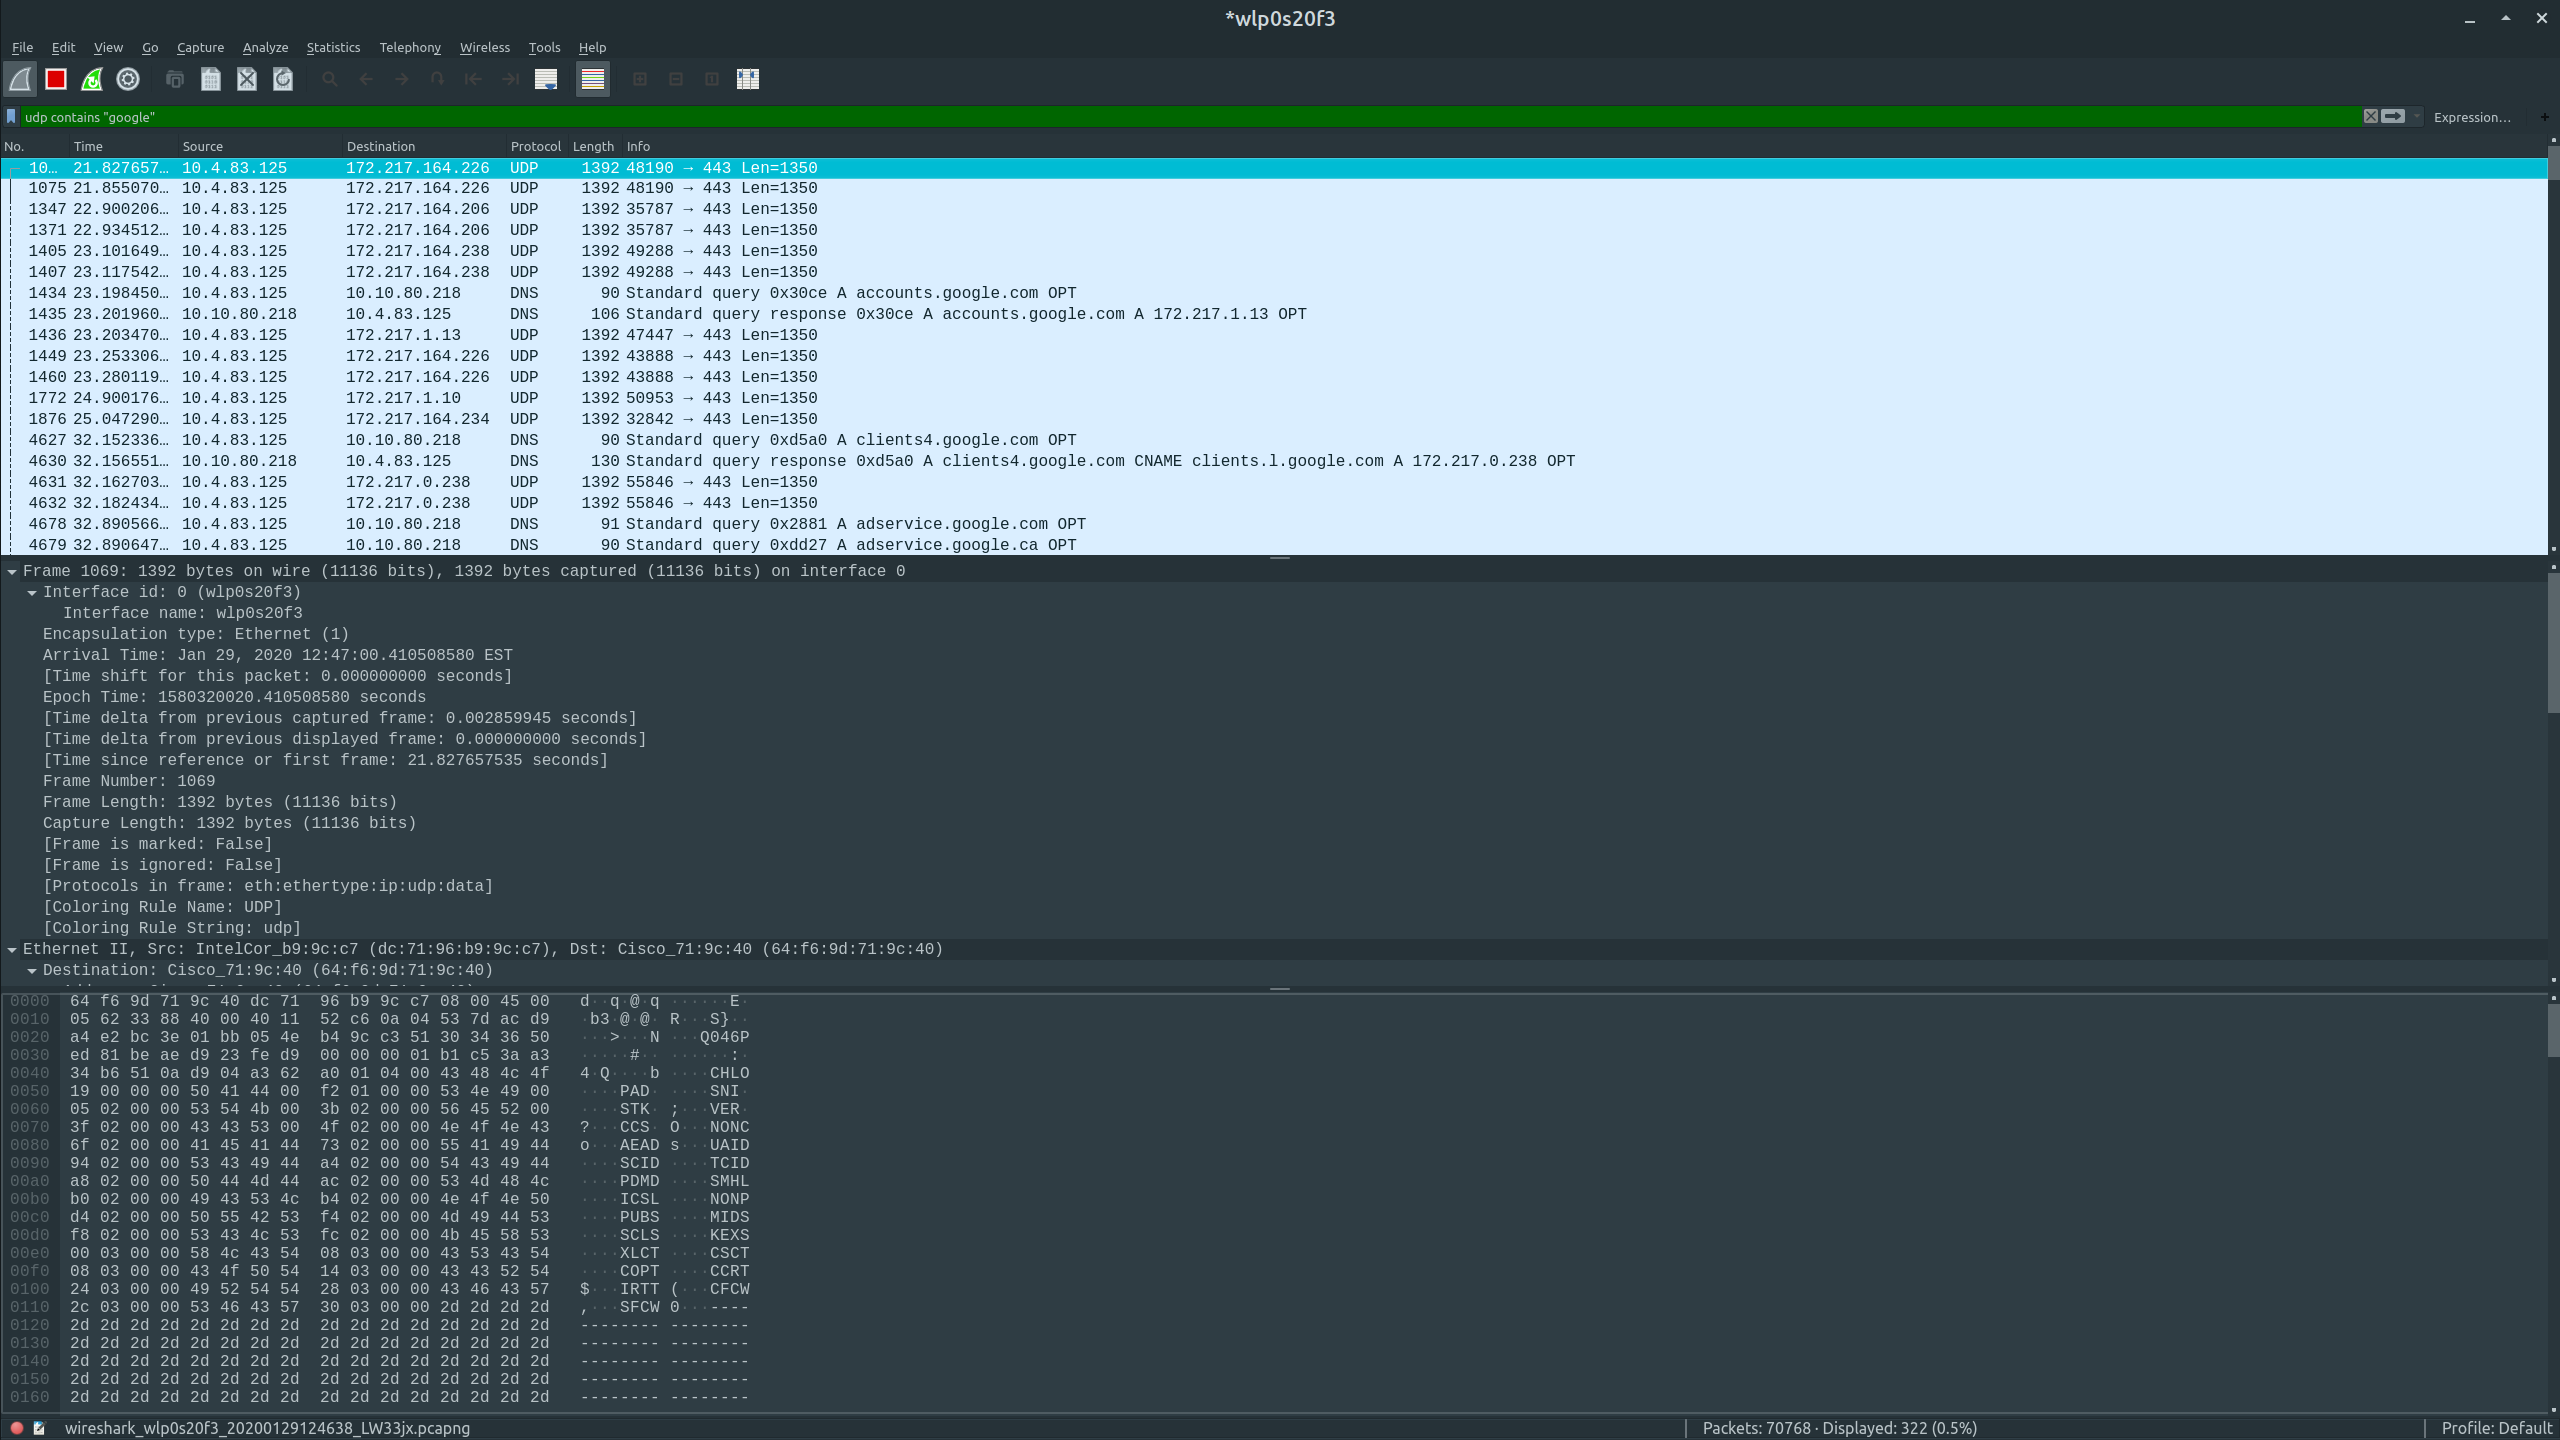 *wlp0s20f3
File Edit View Go Capture Analyze Statistics Telephony Wireless Tools Help
udp contains "google"
Expression… +
No. Time Source Destination Protocol Length Info
10… 21.827657… 10.4.83.125 172.217.164.226 UDP 1392 48190 → 443 Len=1350
1075 21.855070… 10.4.83.125 172.217.164.226 UDP 1392 48190 → 443 Len=1350
1347 22.900206… 10.4.83.125 172.217.164.206 UDP 1392 35787 → 443 Len=1350
1371 22.934512… 10.4.83.125 172.217.164.206 UDP 1392 35787 → 443 Len=1350
1405 23.101649… 10.4.83.125 172.217.164.238 UDP 1392 49288 → 443 Len=1350
1407 23.117542… 10.4.83.125 172.217.164.238 UDP 1392 49288 → 443 Len=1350
1434 23.198450… 10.4.83.125 10.10.80.218 DNS 90 Standard query 0x30ce A accounts.google.com OPT
1435 23.201960… 10.10.80.218 10.4.83.125 DNS 106 Standard query response 0x30ce A accounts.google.com A 172.217.1.13 OPT
1436 23.203470… 10.4.83.125 172.217.1.13 UDP 1392 47447 → 443 Len=1350
1449 23.253306… 10.4.83.125 172.217.164.226 UDP 1392 43888 → 443 Len=1350
1460 23.280119… 10.4.83.125 172.217.164.226 UDP 1392 43888 → 443 Len=1350
1772 24.900176… 10.4.83.125 172.217.1.10 UDP 1392 50953 → 443 Len=1350
1876 25.047290… 10.4.83.125 172.217.164.234 UDP 1392 32842 → 443 Len=1350
4627 32.152336… 10.4.83.125 10.10.80.218 DNS 90 Standard query 0xd5a0 A clients4.google.com OPT
4630 32.156551… 10.10.80.218 10.4.83.125 DNS 130 Standard query response 0xd5a0 A clients4.google.com CNAME clients.l.google.com A 172.217.0.238 OPT
4631 32.162703… 10.4.83.125 172.217.0.238 UDP 1392 55846 → 443 Len=1350
4632 32.182434… 10.4.83.125 172.217.0.238 UDP 1392 55846 → 443 Len=1350
4678 32.890566… 10.4.83.125 10.10.80.218 DNS 91 Standard query 0x2881 A adservice.google.com OPT
4679 32.890647… 10.4.83.125 10.10.80.218 DNS 90 Standard query 0xdd27 A adservice.google.ca OPT
Frame 1069: 1392 bytes on wire (11136 bits), 1392 bytes captured (11136 bits) on interface 0
Interface id: 0 (wlp0s20f3)
Interface name: wlp0s20f3
Encapsulation type: Ethernet (1)
Arrival Time: Jan 29, 2020 12:47:00.410508580 EST
[Time shift for this packet: 0.000000000 seconds]
Epoch Time: 1580320020.410508580 seconds
[Time delta from previous captured frame: 0.002859945 seconds]
[Time delta from previous displayed frame: 0.000000000 seconds]
[Time since reference or first frame: 21.827657535 seconds]
Frame Number: 1069
Frame Length: 1392 bytes (11136 bits)
Capture Length: 1392 bytes (11136 bits)
[Frame is marked: False]
[Frame is ignored: False]
[Protocols in frame: eth:ethertype:ip:udp:data]
[Coloring Rule Name: UDP]
[Coloring Rule String: udp]
Ethernet II, Src: IntelCor_b9:9c:c7 (dc:71:96:b9:9c:c7), Dst: Cisco_71:9c:40 (64:f6:9d:71:9c:40)
Destination: Cisco_71:9c:40 (64:f6:9d:71:9c:40)
0000 64 f6 9d 71 9c 40 dc 71 96 b9 9c c7 08 00 45 00 d··q·@·q ······E·
0010 05 62 33 88 40 00 40 11 52 c6 0a 04 53 7d ac d9 ·b3·@·@· R···S}··
0020 a4 e2 bc 3e 01 bb 05 4e b4 9c c3 51 30 34 36 50 ···>···N ···Q046P
0030 ed 81 be ae d9 23 fe d9 00 00 00 01 b1 c5 3a a3 ·····#·· ······:·
0040 34 b6 51 0a d9 04 a3 62 a0 01 04 00 43 48 4c 4f 4·Q····b ····CHLO
0050 19 00 00 00 50 41 44 00 f2 01 00 00 53 4e 49 00 ····PAD· ····SNI·
0060 05 02 00 00 53 54 4b 00 3b 02 00 00 56 45 52 00 ····STK· ;···VER·
0070 3f 02 00 00 43 43 53 00 4f 02 00 00 4e 4f 4e 43 ?···CCS· O···NONC
0080 6f 02 00 00 41 45 41 44 73 02 00 00 55 41 49 44 o···AEAD s···UAID
0090 94 02 00 00 53 43 49 44 a4 02 00 00 54 43 49 44 ····SCID ····TCID
00a0 a8 02 00 00 50 44 4d 44 ac 02 00 00 53 4d 48 4c ····PDMD ····SMHL
00b0 b0 02 00 00 49 43 53 4c b4 02 00 00 4e 4f 4e 50 ····ICSL ····NONP
00c0 d4 02 00 00 50 55 42 53 f4 02 00 00 4d 49 44 53 ····PUBS ····MIDS
00d0 f8 02 00 00 53 43 4c 53 fc 02 00 00 4b 45 58 53 ····SCLS ····KEXS
00e0 00 03 00 00 58 4c 43 54 08 03 00 00 43 53 43 54 ····XLCT ····CSCT
00f0 08 03 00 00 43 4f 50 54 14 03 00 00 43 43 52 54 ····COPT ····CCRT
0100 24 03 00 00 49 52 54 54 28 03 00 00 43 46 43 57 $···IRTT (···CFCW
0110 2c 03 00 00 53 46 43 57 30 03 00 00 2d 2d 2d 2d ,···SFCW 0···----
0120 2d 2d 2d 2d 2d 2d 2d 2d 2d 2d 2d 2d 2d 2d 2d 2d -------- --------
0130 2d 2d 2d 2d 2d 2d 2d 2d 2d 2d 2d 2d 2d 2d 2d 2d -------- --------
0140 2d 2d 2d 2d 2d 2d 2d 2d 2d 2d 2d 2d 2d 2d 2d 2d -------- --------
0150 2d 2d 2d 2d 2d 2d 2d 2d 2d 2d 2d 2d 2d 2d 2d 2d -------- --------
0160 2d 2d 2d 2d 2d 2d 2d 2d 2d 2d 2d 2d 2d 2d 2d 2d -------- --------
wireshark_wlp0s20f3_20200129124638_LW33jx.pcapng Packets: 70768 · Displayed: 322 (0.5%) Profile: Default